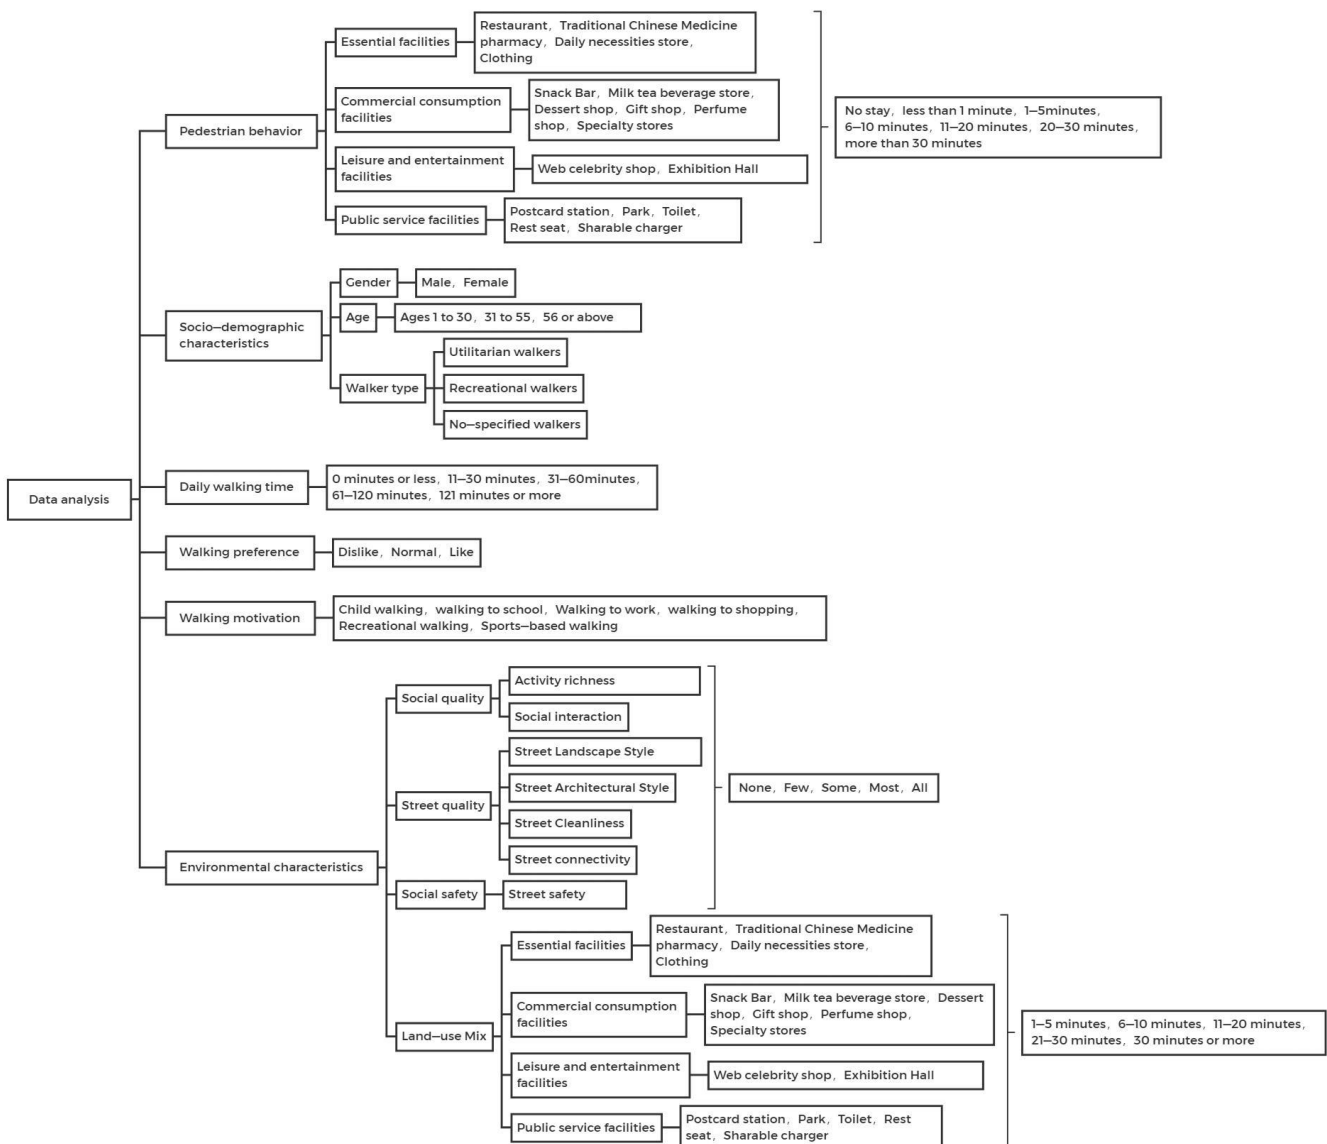 Data analysis
Pedestrian behavior
Essential facilities
Restaurant, Traditional Chinese Medicine
pharmacy, Daily necessities store,
Clothing
Commercial consumption
facilities
Snack Bar, Milk tea beverage store,
Dessert shop, Gift shop, Perfume
shop, Specialty stores
Leisure and entertainment
facilities
Web celebrity shop, Exhibition Hall
Public service facilities
Postcard station, Park, Toilet,
Rest seat, Sharable charger
No stay, less than 1 minute, 1–5minutes,
6–10 minutes, 11–20 minutes, 20–30 minutes,
more than 30 minutes
Socio–demographic
characteristics
Gender
Male, Female
Age
Ages 1 to 30, 31 to 55, 56 or above
Walker type
Utilitarian walkers
Recreational walkers
No–specified walkers
Daily walking time
0 minutes or less, 11–30 minutes, 31–60minutes,
61–120 minutes, 121 minutes or more
Walking preference
Dislike, Normal, Like
Walking motivation
Child walking, walking to school, Walking to work, walking to shopping,
Recreational walking, Sports–based walking
Environmental characteristics
Social quality
Activity richness
Social interaction
Street quality
Street Landscape Style
Street Architectural Style
Street Cleanliness
Street connectivity
Social safety
Street safety
None, Few, Some, Most, All
Land–use Mix
Essential facilities
Restaurant, Traditional Chinese Medicine
pharmacy, Daily necessities store,
Clothing
Commercial consumption
facilities
Snack Bar, Milk tea beverage store, Dessert
shop, Gift shop, Perfume shop,
Specialty stores
Leisure and entertainment
facilities
Web celebrity shop, Exhibition Hall
Public service facilities
Postcard station, Park, Toilet, Rest
seat, Sharable charger
1–5 minutes, 6–10 minutes, 11–20 minutes,
21–30 minutes, 30 minutes or more